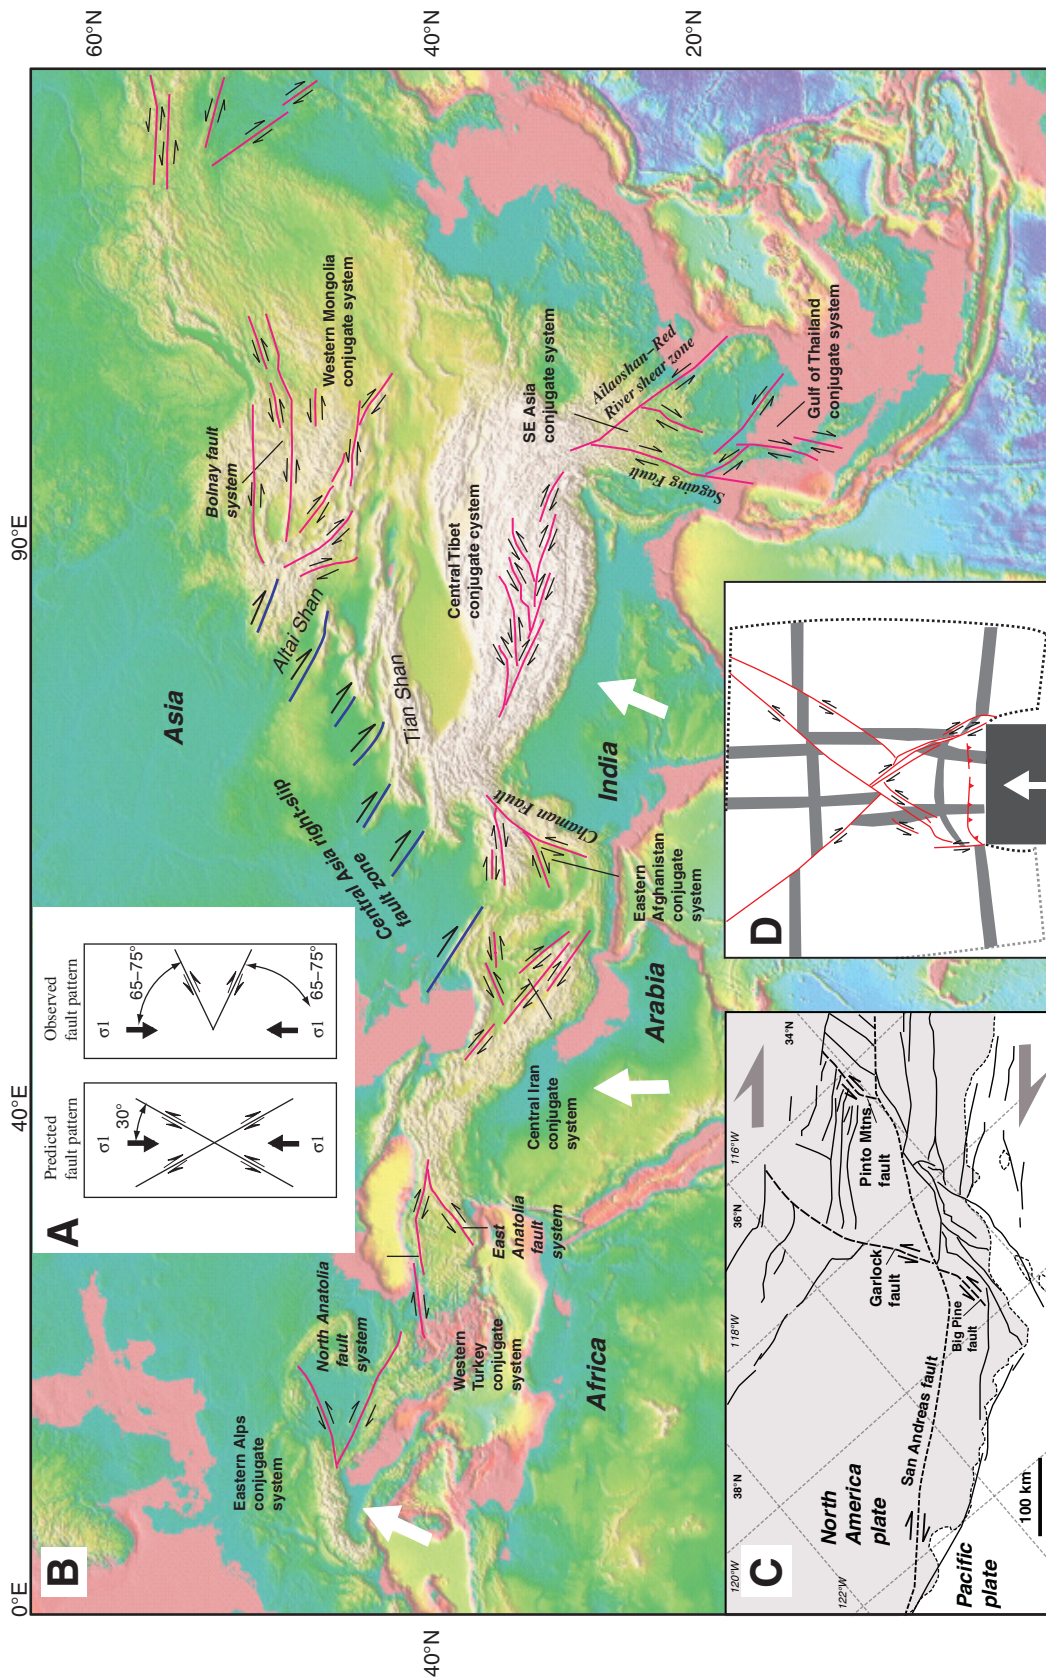 0°E
40°E
90°E
60°N
40°N
20°N
40°N
A
Predicted
fault pattern
σ1
30°
σ1
Observed
fault pattern
σ1
65–75°
65–75°
σ1
B
Asia
Bolnay fault
system
Western Mongolia
conjugate system
Altai Shan
Tian Shan
Central Asia right-slip
fault zone
Central Tibet
conjugate cystem
SE Asia
conjugate system
Ailaoshan–Red
River shear zone
Sagaing Fault
Gulf of Thailand
conjugate system
India
Chaman Fault
Eastern
Afghanistan
conjugate
system
Arabia
Central Iran
conjugate
system
East
Anatolia
fault
system
North Anatolia
fault
system
Western
Turkey
conjugate
system
Eastern Alps
conjugate
system
Africa
C
120°W
122°W
38°N
118°W
36°N
116°W
34°N
North
America
plate
Pacific
plate
San Andreas fault
Garlock
fault
Big Pine
fault
Pinto Mtns.
fault
100 km
D